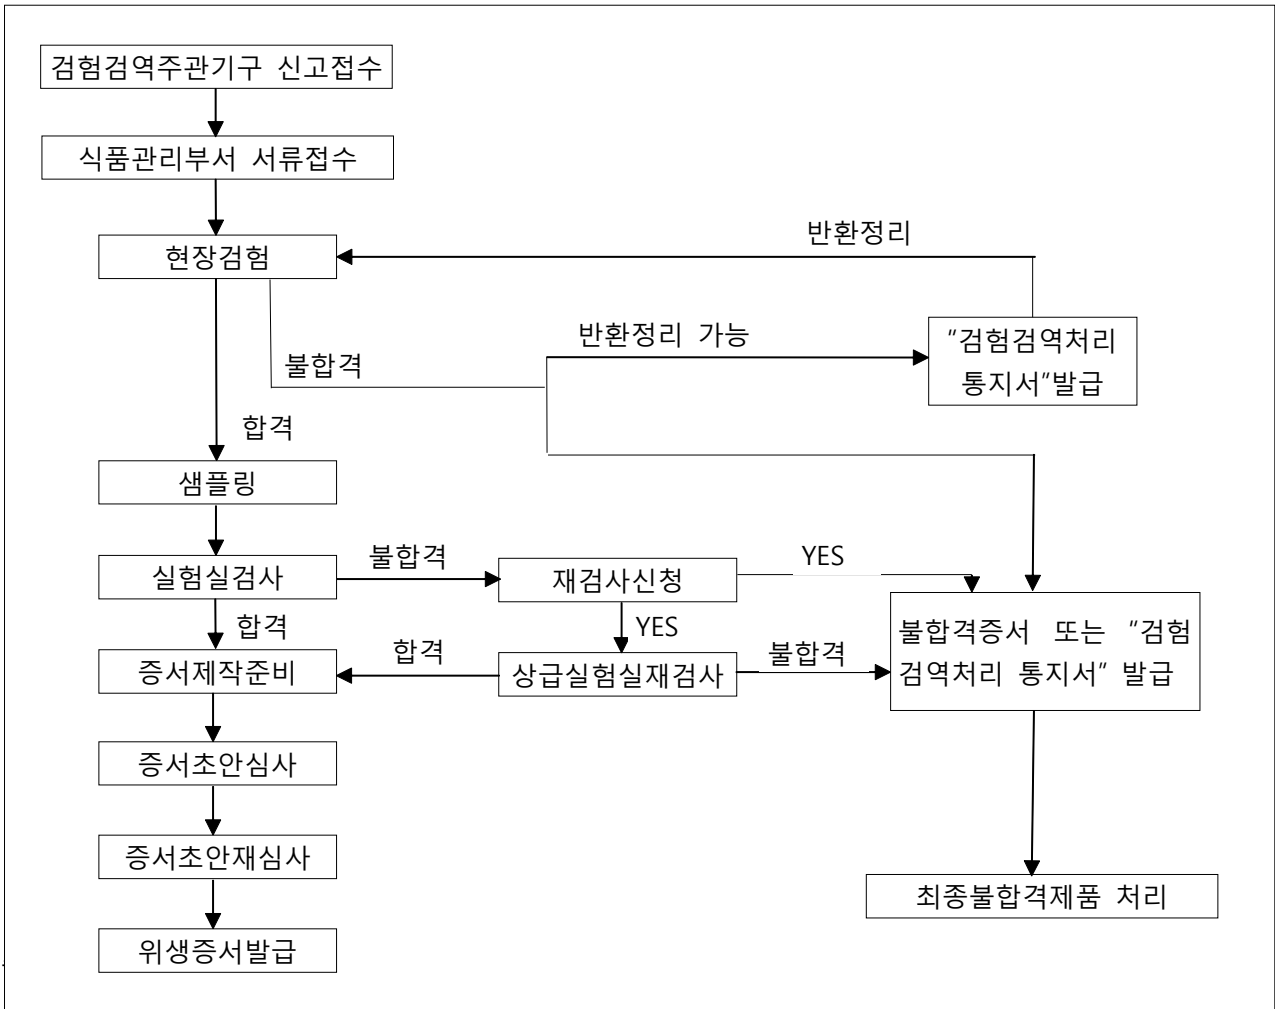 검험검역주관기구 신고접수
식품관리부서 서류접수
반환정리
현장검험
반환정리 가능
“검험검역처리
통지서”발급
불합격
합격
샘플링
불합격
YES
실험실검사
재검사신청
합격
YES
불합격증서 또는 “검험
검역처리 통지서” 발급
합격
불합격
증서제작준비
상급실험실재검사
증서초안심사
증서초안재심사
최종불합격제품 처리
위생증서발급